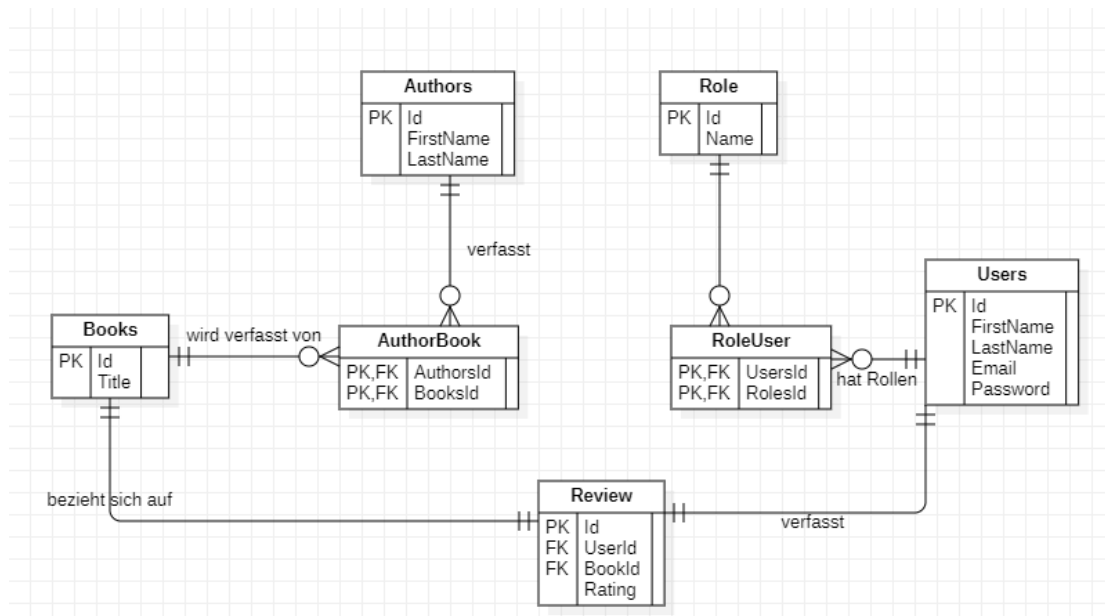 Authors
PK Id
FirstName
LastName
Role
PK Id
Name
verfasst
Users
PK Id
FirstName
LastName
Email
Password
Books
PK Id
Title
wird verfasst von
AuthorBook
PK,FK AuthorsId
PK,FK BooksId
RoleUser
PK,FK UsersId
PK,FK RolesId
hat Rollen
bezieht sich auf
Review
PK Id
FK UserId
FK BookId
Rating
verfasst